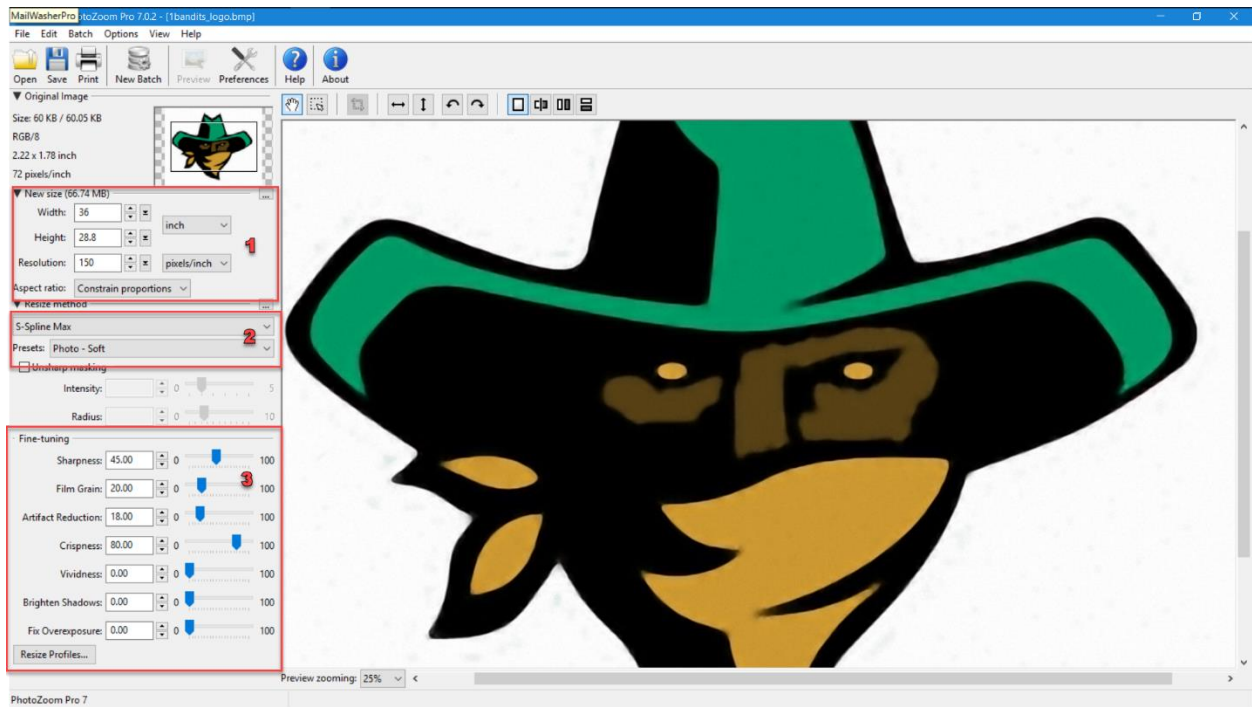 MailWasherPro
otoZoom Pro 7.0.2 - [1bandits_logo.bmp]
File Edit Batch Options View Help
Open Save Print New Batch Preview Preferences Help About
Original Image
Size: 60 KB / 60.05 KB
RGB/8
2.22 x 1.78 inch
72 pixels/inch
New size (66.74 MB) ...
Width: 36
inch
Height: 28.8
1
Resolution: 150 pixels/inch
Aspect ratio: Constrain proportions
Resize method ...
S-Spline Max
2
Presets: Photo - Soft
Unsharp masking
Intensity: 0 5
Radius: 0 10
Fine-tuning
Sharpness: 45.00 0 100
3
Film Grain: 20.00 0 100
Artifact Reduction: 18.00 0 100
Crispness: 80.00 0 100
Vividness: 0.00 0 100
Brighten Shadows: 0.00 0 100
Fix Overexposure: 0.00 0 100
Resize Profiles...
Preview zooming: 25%
PhotoZoom Pro 7